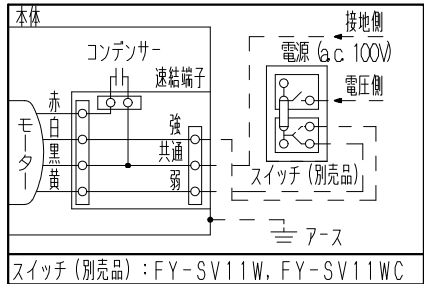 本体
接地側
コンデンサー
電源 (a.c. 100V)
速結端子
電圧側
赤
白
強
モーター
黒
共通
黄
弱
スイッチ (別売品)
アース
スイッチ (別売品) : FY-SV11W, FY-SV11WC